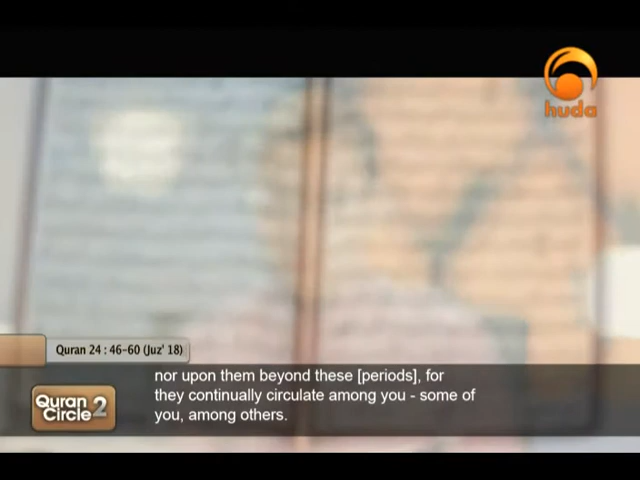 huda
Quran 24 : 46-60 (Juz' 18)
nor upon them beyond these [periods], for
they continually circulate among you - some of
you, among others.
Quran
Circle 2